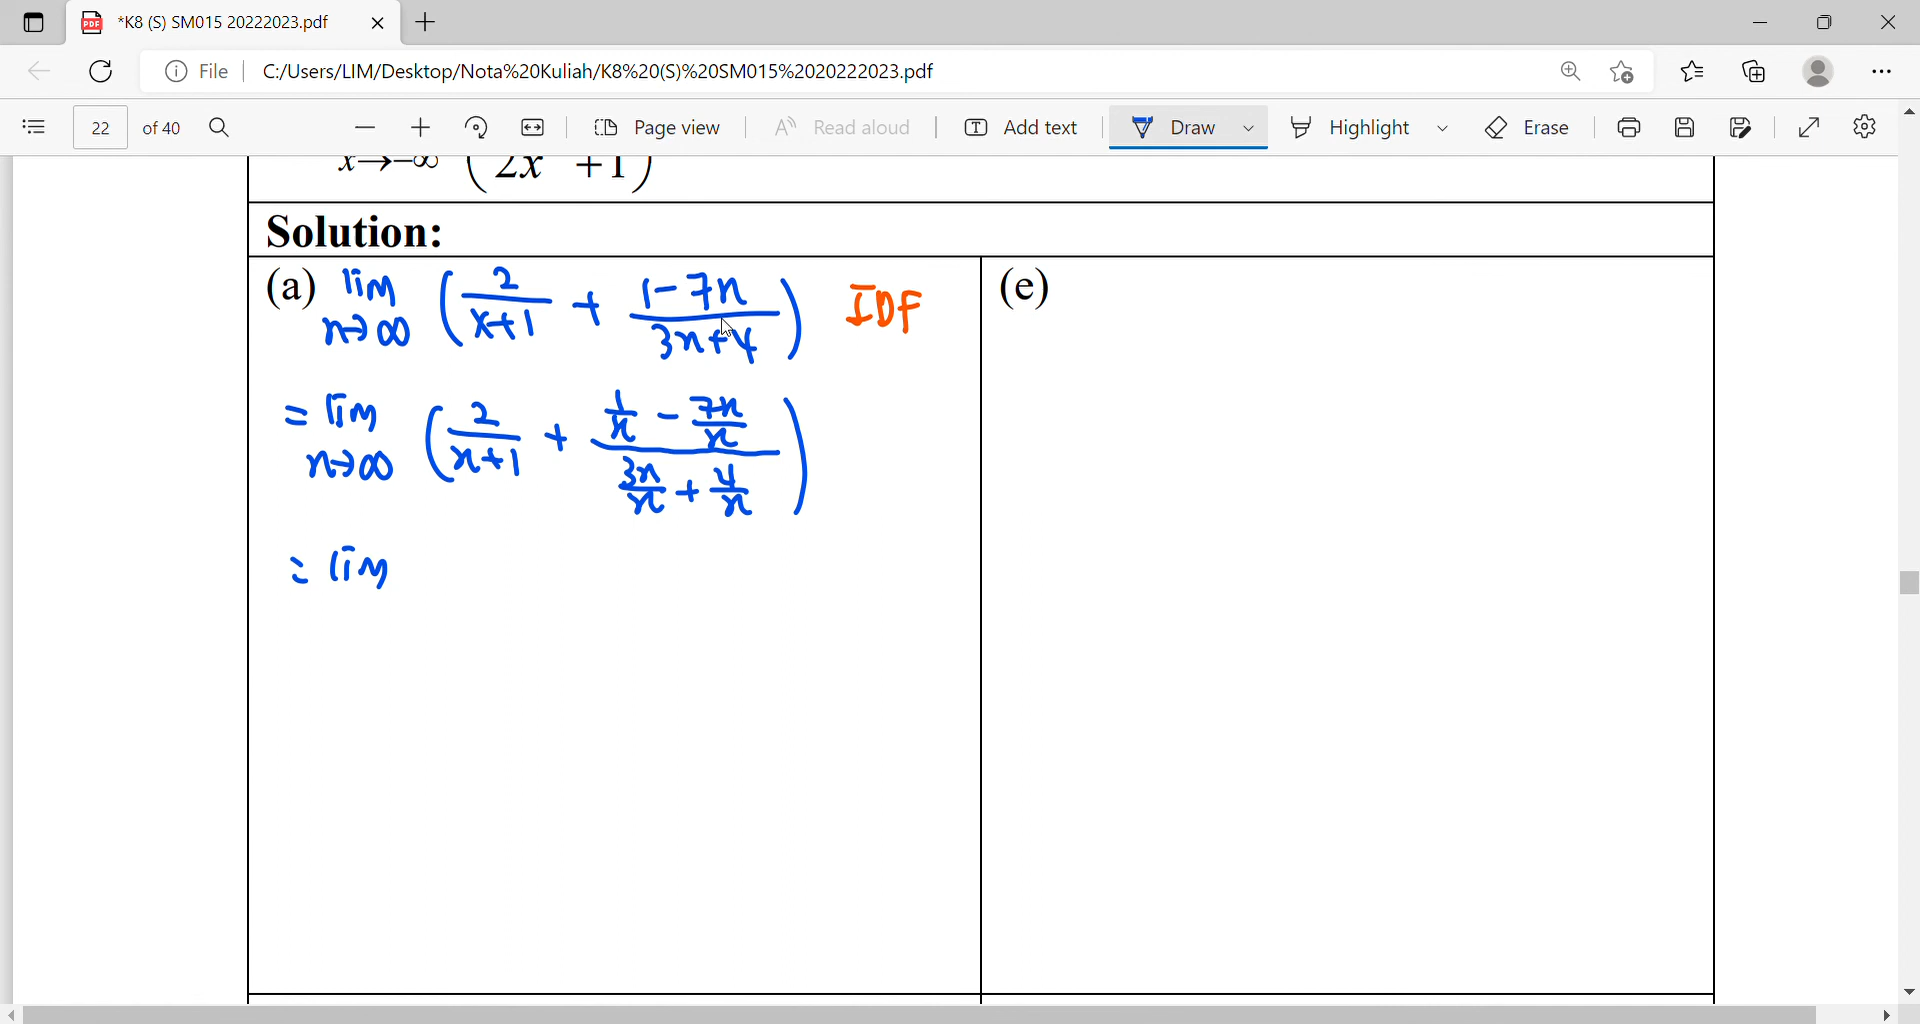 *K8 (S) SM015 20222023.pdf
File | C:/Users/LIM/Desktop/Nota%20Kuliah/K8%20(S)%20SM015%2020222023.pdf
22 of 40 Page view Read aloud Add text Draw Highlight Erase
x→−∞ (2x +1)
Solution:
(a) lim x→∞ (2/(x+1) + (1-7x)/(3x+4)) IDF
(e)
= lim x→∞ (2/(x+1) + (1/x - 7x/x)/(3x/x + 4/x))
= lim